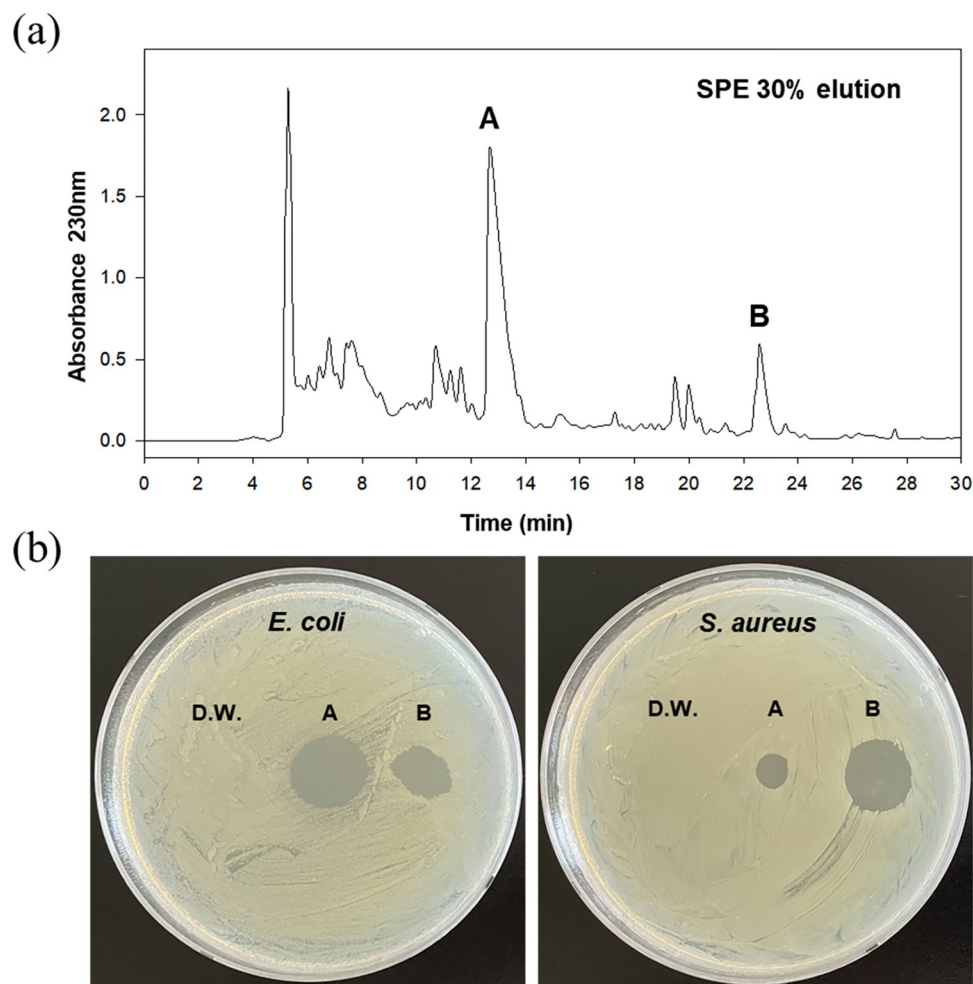 (a)
SPE 30% elution
A
B
Absorbance 230nm
2.0
1.5
1.0
0.5
0.0
0 2 4 6 8 10 12 14 16 18 20 22 24 26 28 30
Time (min)
(b)
E. coli
D.W. A B
S. aureus
D.W. A B